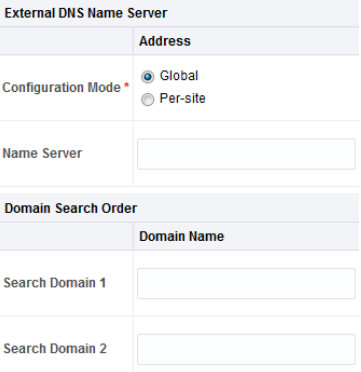 External DNS Name Server
Address
Configuration Mode *
Global
Per-site
Name Server
Domain Search Order
Domain Name
Search Domain 1
Search Domain 2